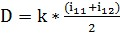 D = k * (i₁₁+i₁₂)/2